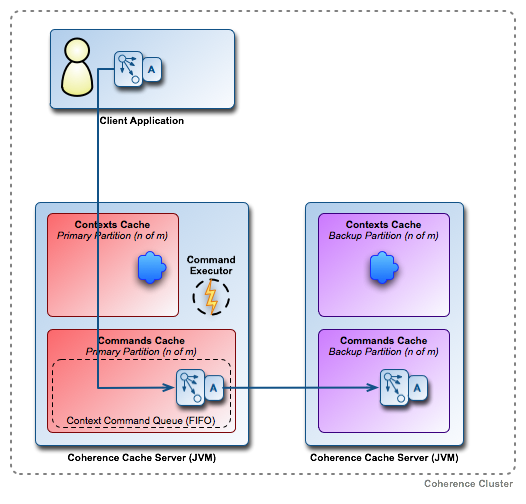 A
Client Application
Contexts Cache
Primary Partition (n of m)
Command
Executor
Commands Cache
Primary Partition (n of m)
A
Context Command Queue (FIFO)
Coherence Cache Server (JVM)
Contexts Cache
Backup Partition (n of m)
Commands Cache
Backup Partition (n of m)
A
Coherence Cache Server (JVM)
Coherence Cluster